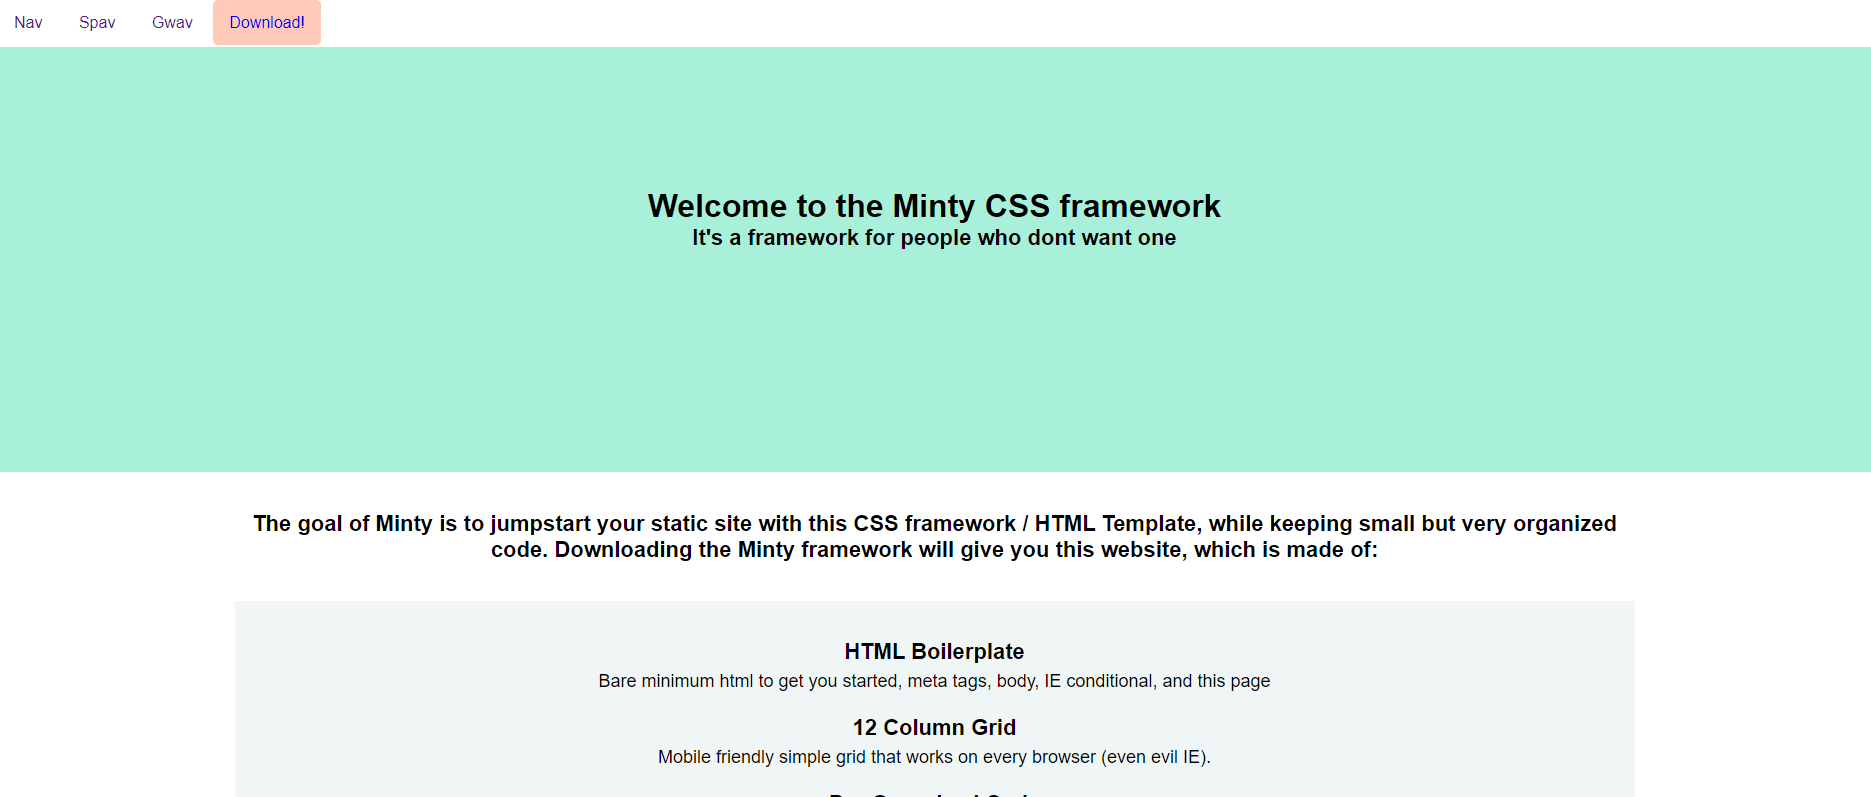 Nav Spav Gwav Download!
Welcome to the Minty CSS framework
It's a framework for people who dont want one
The goal of Minty is to jumpstart your static site with this CSS framework / HTML Template, while keeping small but very organized
code. Downloading the Minty framework will give you this website, which is made of:
HTML Boilerplate
Bare minimum html to get you started, meta tags, body, IE conditional, and this page
12 Column Grid
Mobile friendly simple grid that works on every browser (even evil IE).